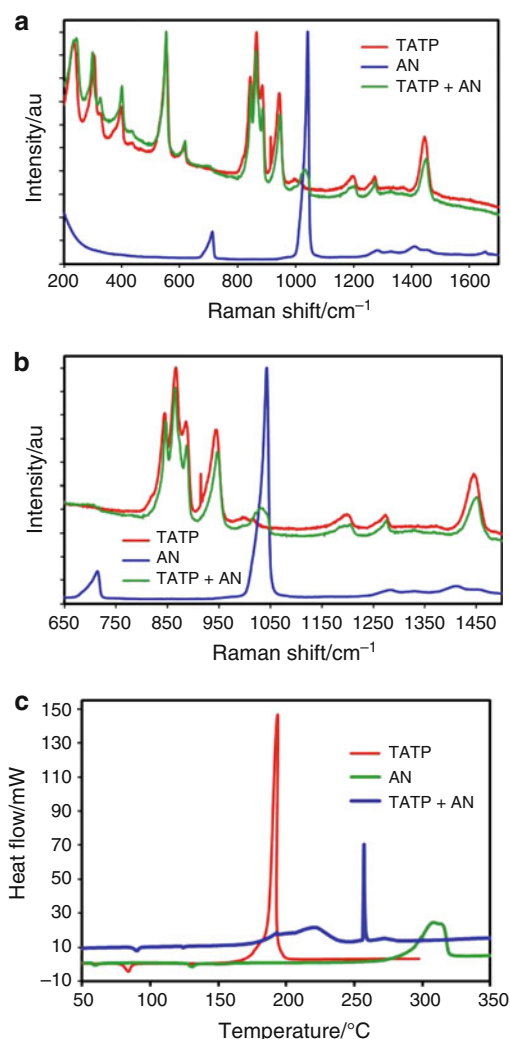 a
Intensity/au
TATP
AN
TATP + AN
200 400 600 800 1000 1200 1400 1600
Raman shift/cm⁻¹
b
Intensity/au
TATP
AN
TATP + AN
650 750 850 950 1050 1150 1250 1350 1450
Raman shift/cm⁻¹
c
Heat flow/mW
150
130
110
90
70
50
30
10
−10
TATP
AN
TATP + AN
50 100 150 200 250 300 350
Temperature/°C